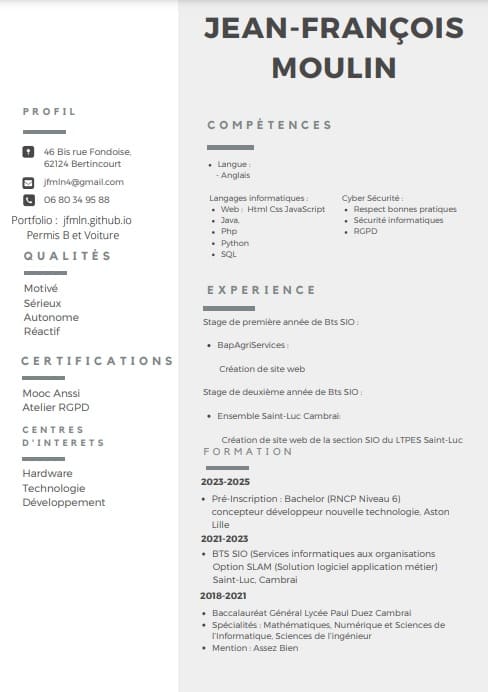 JEAN-FRANÇOIS
MOULIN
PROFIL
46 Bis rue Fondoise,
62124 Bertincourt
jfmln4@gmail.com
06 80 34 95 88
Portfolio : jfmln.github.io
Permis B et Voiture
QUALITÉS
Motivé
Sérieux
Autonome
Réactif
CERTIFICATIONS
Mooc Anssi
Atelier RGPD
CENTRES
D'INTERETS
Hardware
Technologie
Développement
COMPÉTENCES
• Langue :
- Anglais
Langages informatiques :
• Web : Html Css JavaScript
• Java,
• Php
• Python
• SQL
Cyber Sécurité :
• Respect bonnes pratiques
• Sécurité informatiques
• RGPD
EXPERIENCE
Stage de première année de Bts SIO :
• BapAgriServices :
Création de site web
Stage de deuxième année de Bts SIO :
• Ensemble Saint-Luc Cambrai:
Création de site web de la section SIO du LTPES Saint-Luc
FORMATION
2023-2025
• Pré-Inscription : Bachelor (RNCP Niveau 6)
concepteur développeur nouvelle technologie, Aston
Lille
2021-2023
• BTS SIO (Services informatiques aux organisations
Option SLAM (Solution logiciel application métier)
Saint-Luc, Cambrai
2018-2021
• Baccalauréat Général Lycée Paul Duez Cambrai
• Spécialités : Mathématiques, Numérique et Sciences de
l'Informatique, Sciences de l'ingénieur
• Mention : Assez Bien